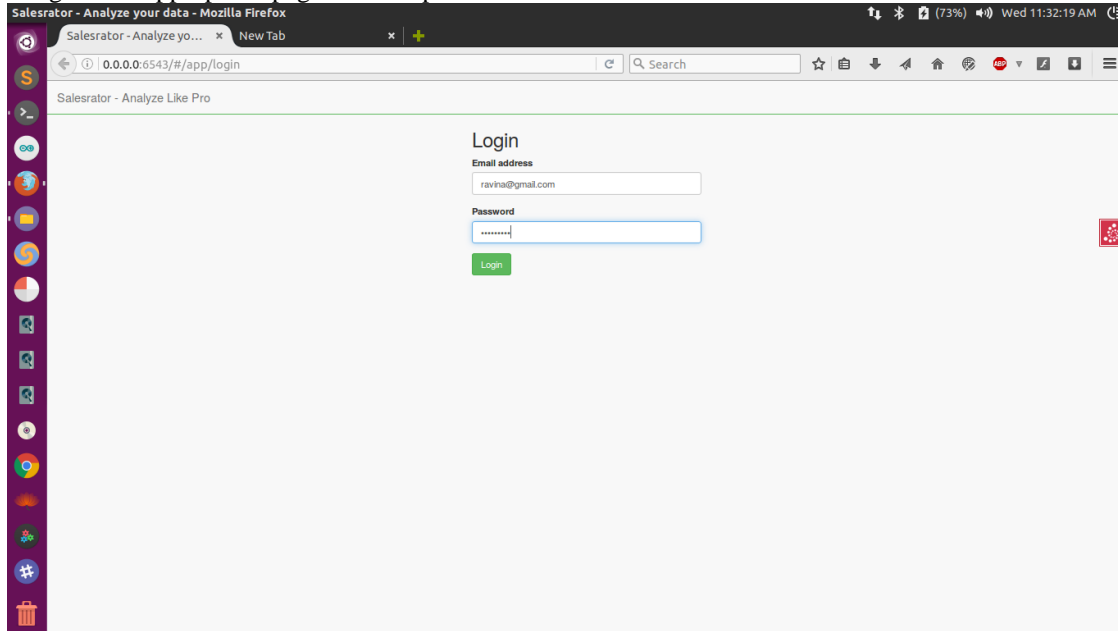 Salesrator - Analyze your data - Mozilla Firefox
(73%) Wed 11:32:19 AM
Salesrator - Analyze yo... × New Tab ×
0.0.0.0:6543/#/app/login
Search
ABP
Salesrator - Analyze Like Pro
Login
Email address
ravina@gmail.com
Password
•••••••••
Login